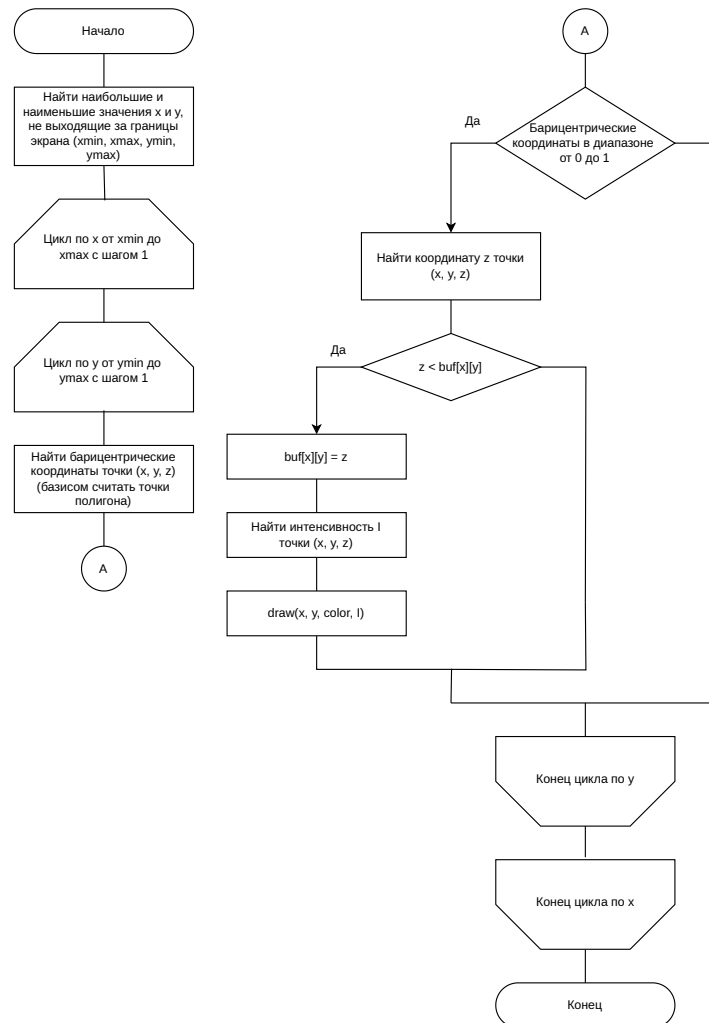 Начало
Найти наибольшие и
наименьшие значения x и y,
не выходящие за границы
экрана (xmin, xmax, ymin,
ymax)
Цикл по x от xmin до
xmax с шагом 1
Цикл по y от ymin до
ymax с шагом 1
Найти барицентрические
координаты точки (x, y, z)
(базисом считать точки
полигона)
A
A
Да
Барицентрические
координаты в диапазоне
от 0 до 1
Найти координату z точки
(x, y, z)
Да
z < buf[x][y]
buf[x][y] = z
Найти интенсивность I
точки (x, y, z)
draw(x, y, color, I)
Конец цикла по y
Конец цикла по x
Конец